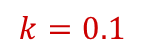 k = 0.1